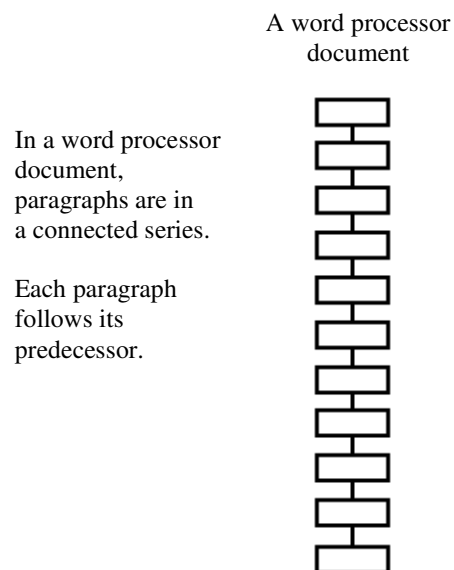 A word processor
document
In a word processor
document,
paragraphs are in
a connected series.
Each paragraph
follows its
predecessor.